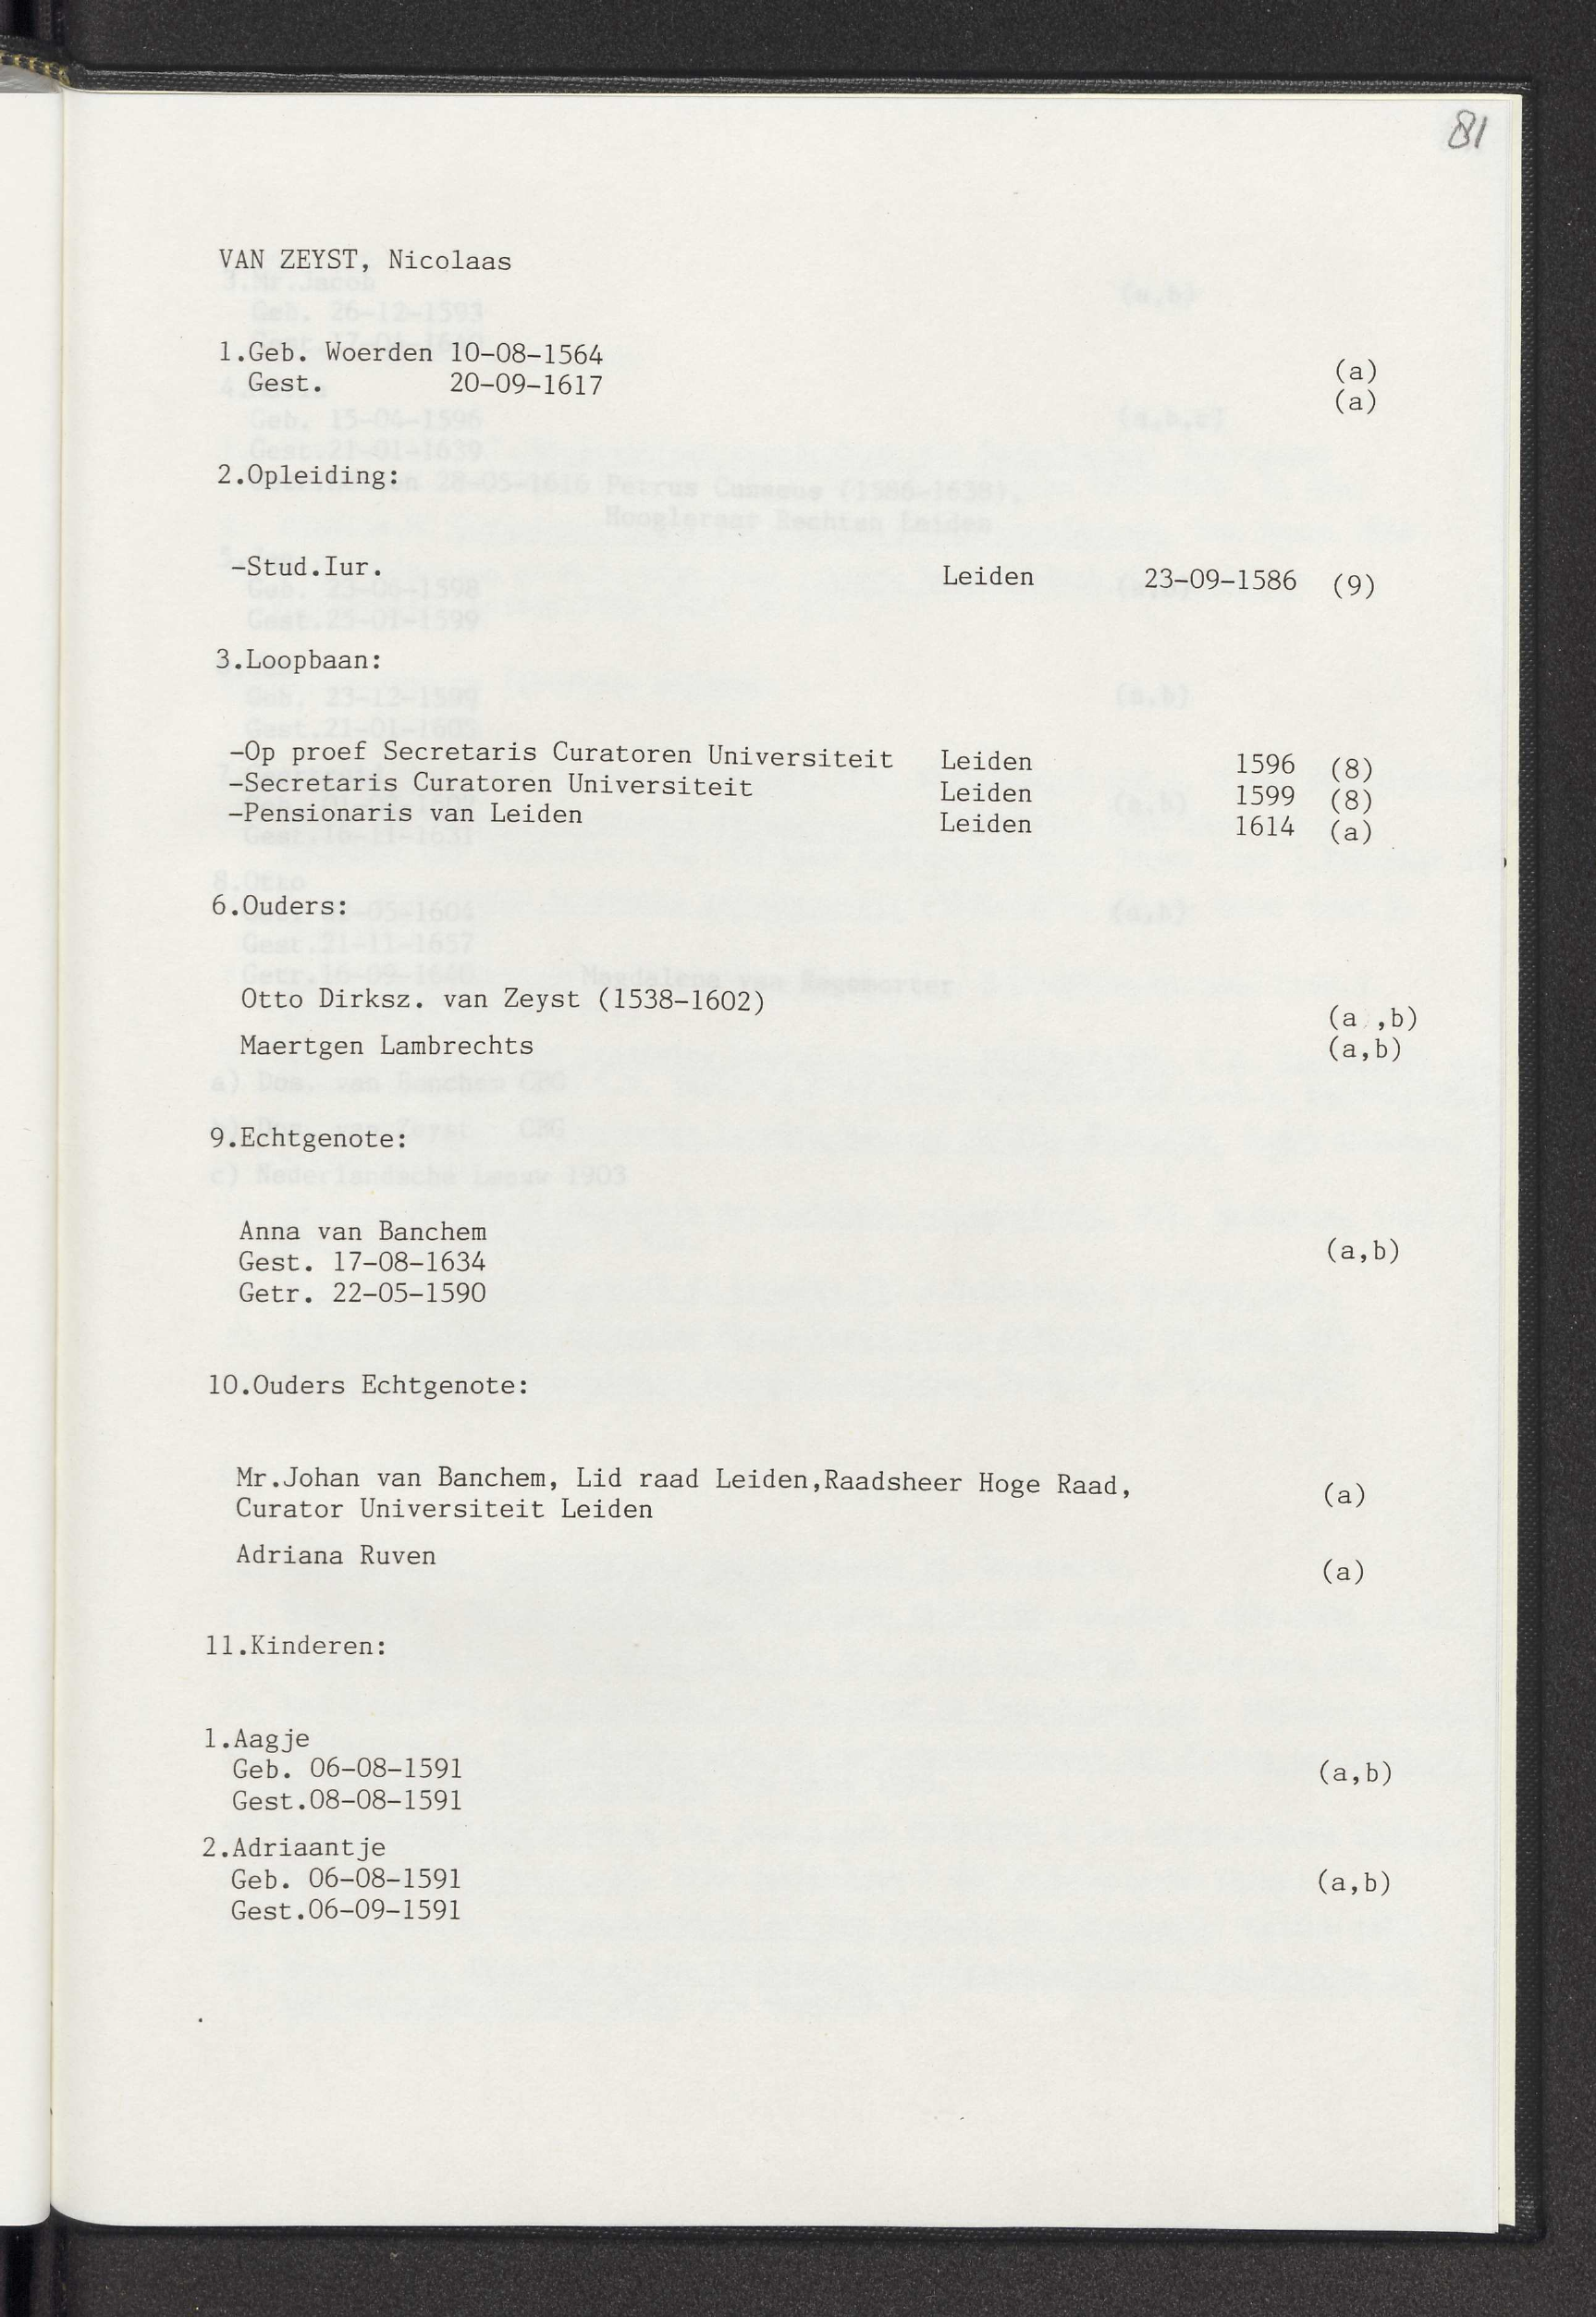 81
VAN ZEYST, Nicolaas
1.Geb. Woerden 10-08-1564 (a)
Gest. 20-09-1617 (a)
2.Opleiding:
-Stud.Iur. Leiden 23-09-1586 (9)
3.Loopbaan:
-Op proef Secretaris Curatoren Universiteit Leiden 1596 (8)
-Secretaris Curatoren Universiteit Leiden 1599 (8)
-Pensionaris van Leiden Leiden 1614 (a)
6.Ouders:
Otto Dirksz. van Zeyst (1538-1602) (a ,b)
Maertgen Lambrechts (a,b)
9.Echtgenote:
Anna van Banchem (a,b)
Gest. 17-08-1634
Getr. 22-05-1590
10.Ouders Echtgenote:
Mr.Johan van Banchem, Lid raad Leiden,Raadsheer Hoge Raad, (a)
Curator Universiteit Leiden
Adriana Ruven (a)
11.Kinderen:
1.Aagje
Geb. 06-08-1591 (a,b)
Gest.08-08-1591
2.Adriaantje
Geb. 06-08-1591 (a,b)
Gest.06-09-1591